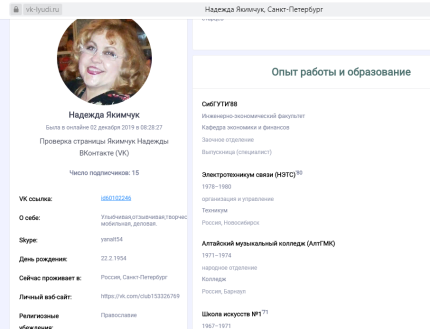 vk-lyudi.ru
Надежда Якимчук, Санкт-Петербург
Опыт работы и образование
Надежда Якимчук
Была в онлайне 02 декабря 2019 в 08:28:27
Проверка страницы Якимчук Надежды
ВКонтакте (VK)
Число подписчиков: 15
VK ссылка: id60102246
О себе: Улыбчивая,отзывчивая,творчес
мобильная, деловая.
Skype: yanati54
День рождения: 22.2.1954
Сейчас проживает в: Россия, Санкт-Петербург
Личный вэб-сайт: https://vk.com/club153326769
Религиозные Православие
убеждения:
СибГУТИ'88
Инженерно-экономический факультет
Кафедра экономики и финансов
Заочное отделение
Выпускница (специалист)
Электротехникум связи (НЭТС)'80
1978–1980
организация и управление
Техникум
Россия, Новосибирск
Алтайский музыкальный колледж (АлтГМК)
1971–1974
народное отделение
Колледж
Россия, Барнаул
Школа искусств №1'71
1967–1971